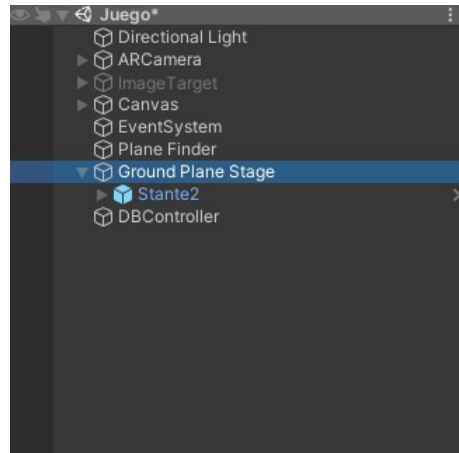 Juego*
Directional Light
ARCamera
ImageTarget
Canvas
EventSystem
Plane Finder
Ground Plane Stage
Stante2
DBController